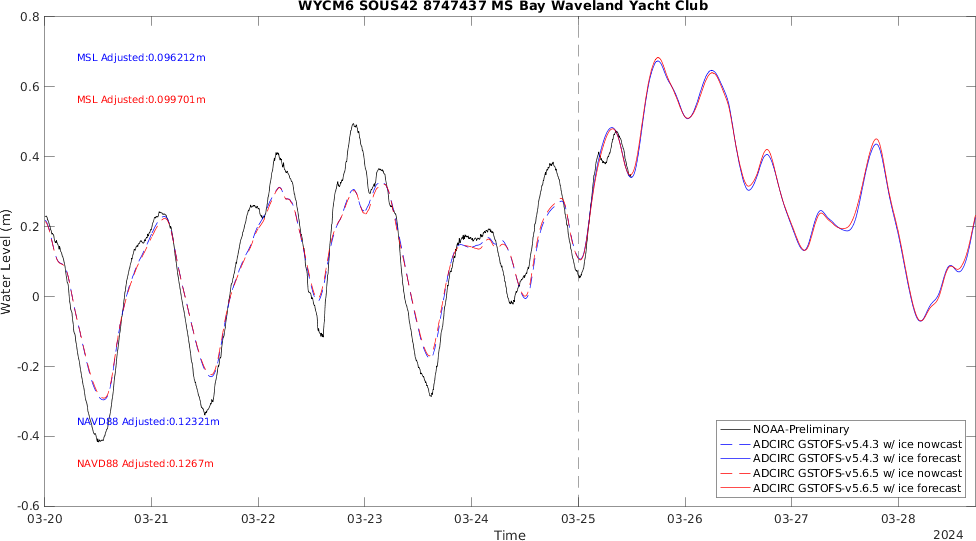 WYCM6 SOUS42 8747437 MS Bay Waveland Yacht Club
0.8
MSL Adjusted:0.096212m
0.6
MSL Adjusted:0.099701m
0.4
0.2
Water Level (m)
0
-0.2
NAVD88 Adjusted:0.12321m
-0.4
NAVD88 Adjusted:0.1267m
-0.6
NOAA-Preliminary
ADCIRC GSTOFS-v5.4.3 w/ ice nowcast
ADCIRC GSTOFS-v5.4.3 w/ ice forecast
ADCIRC GSTOFS-v5.6.5 w/ ice nowcast
ADCIRC GSTOFS-v5.6.5 w/ ice forecast
03-20 03-21 03-22 03-23 03-24 03-25 03-26 03-27 03-28
Time
2024